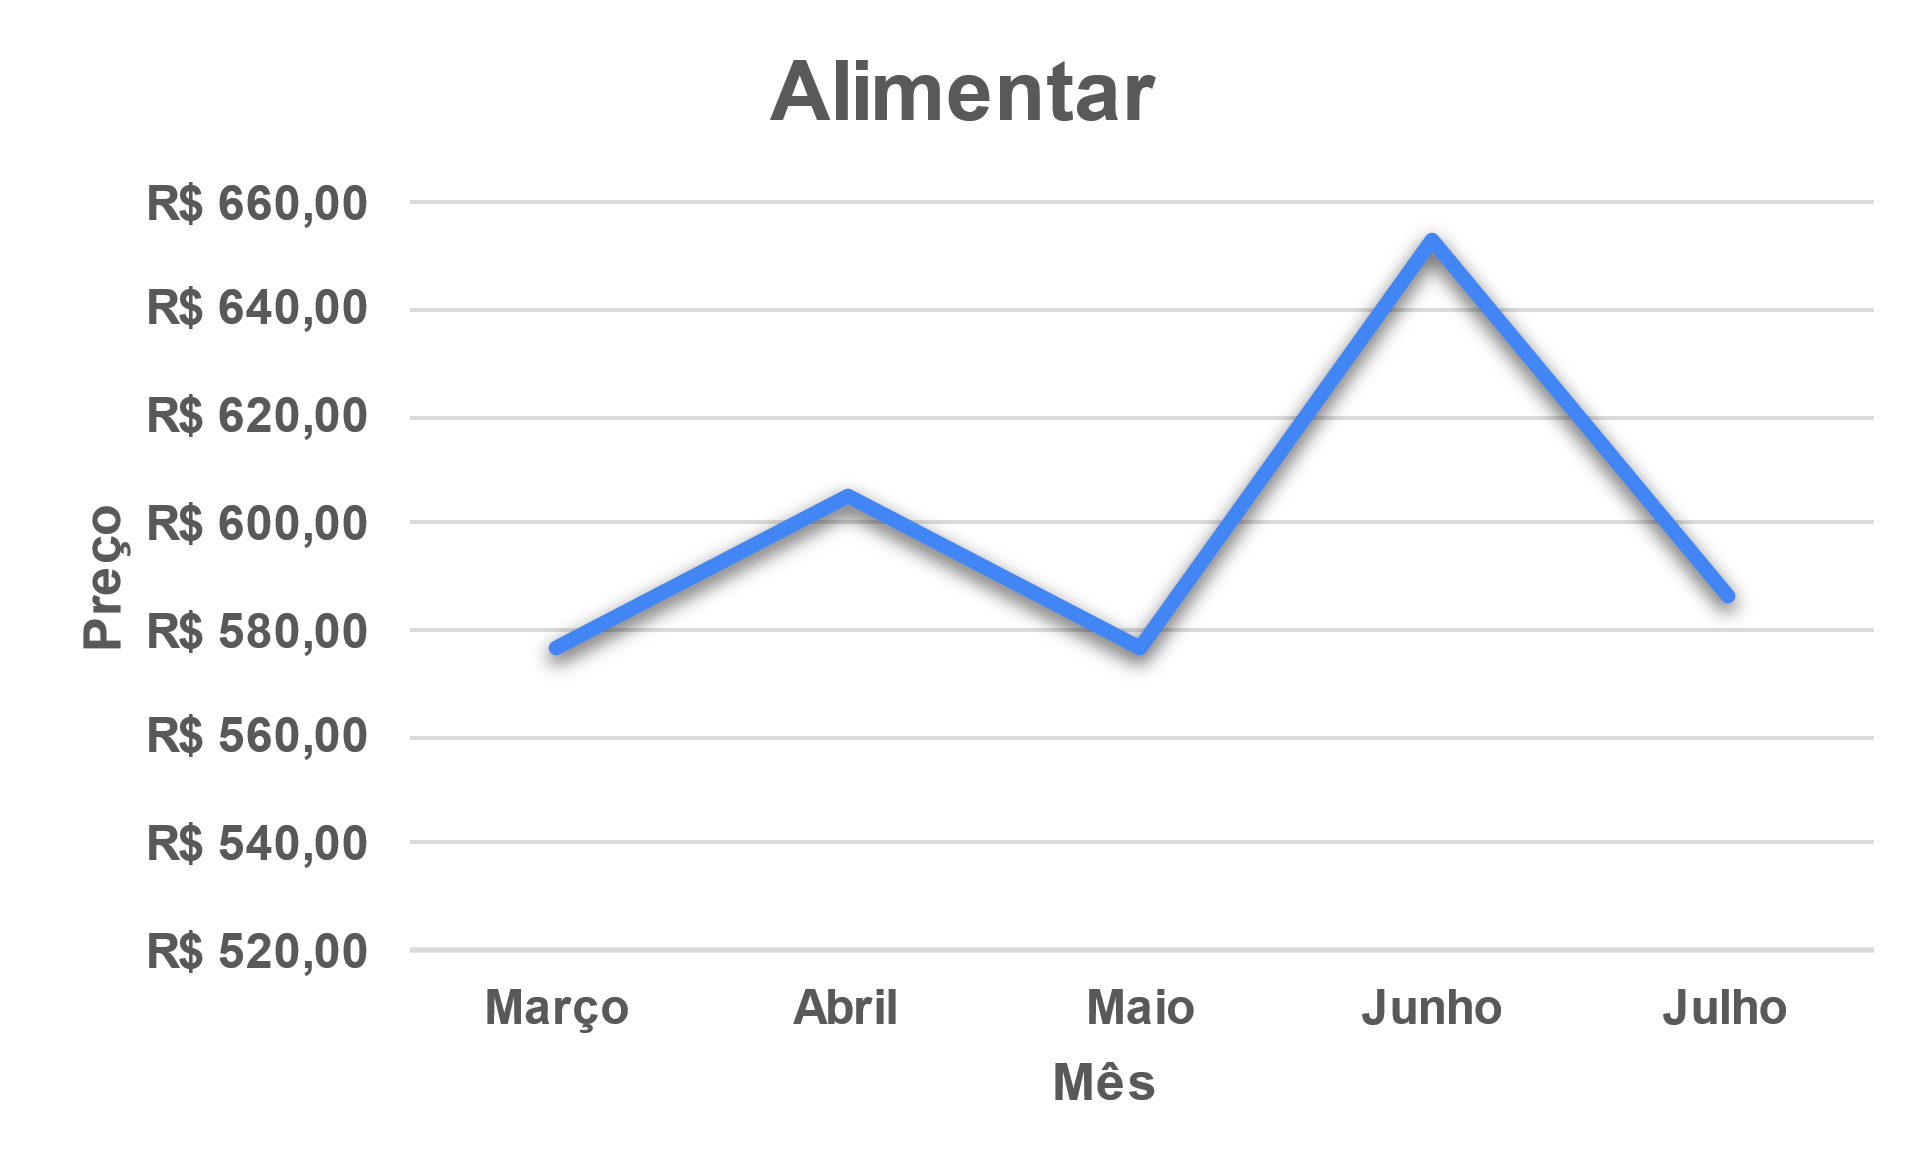 Alimentar
R$ 660,00
R$ 640,00
R$ 620,00
R$ 600,00
R$ 580,00
R$ 560,00
R$ 540,00
R$ 520,00
Preço
Março Abril Maio Junho Julho
Mês